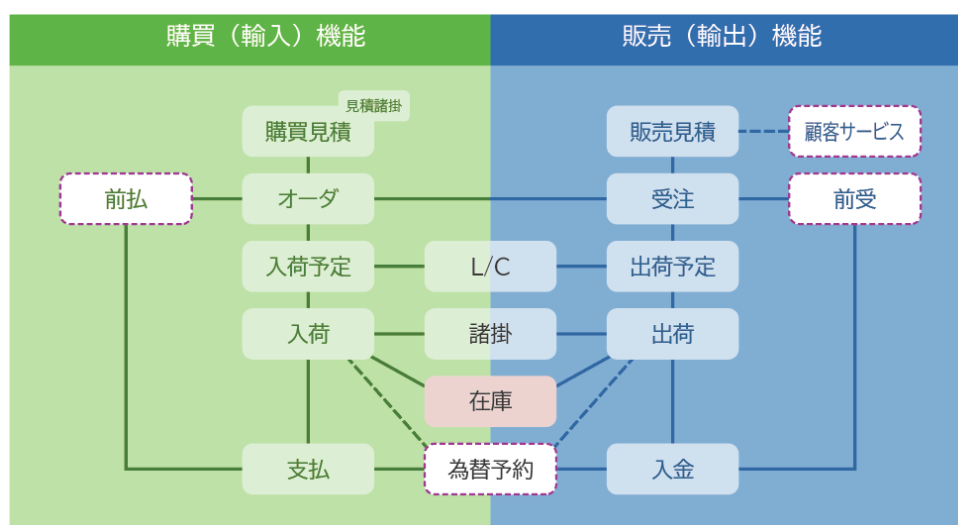 購買（輸入）機能
販売（輸出）機能
見積諸掛
購買見積
販売見積
顧客サービス
前払
オーダ
受注
前受
入荷予定
L/C
出荷予定
入荷
諸掛
出荷
在庫
支払
為替予約
入金